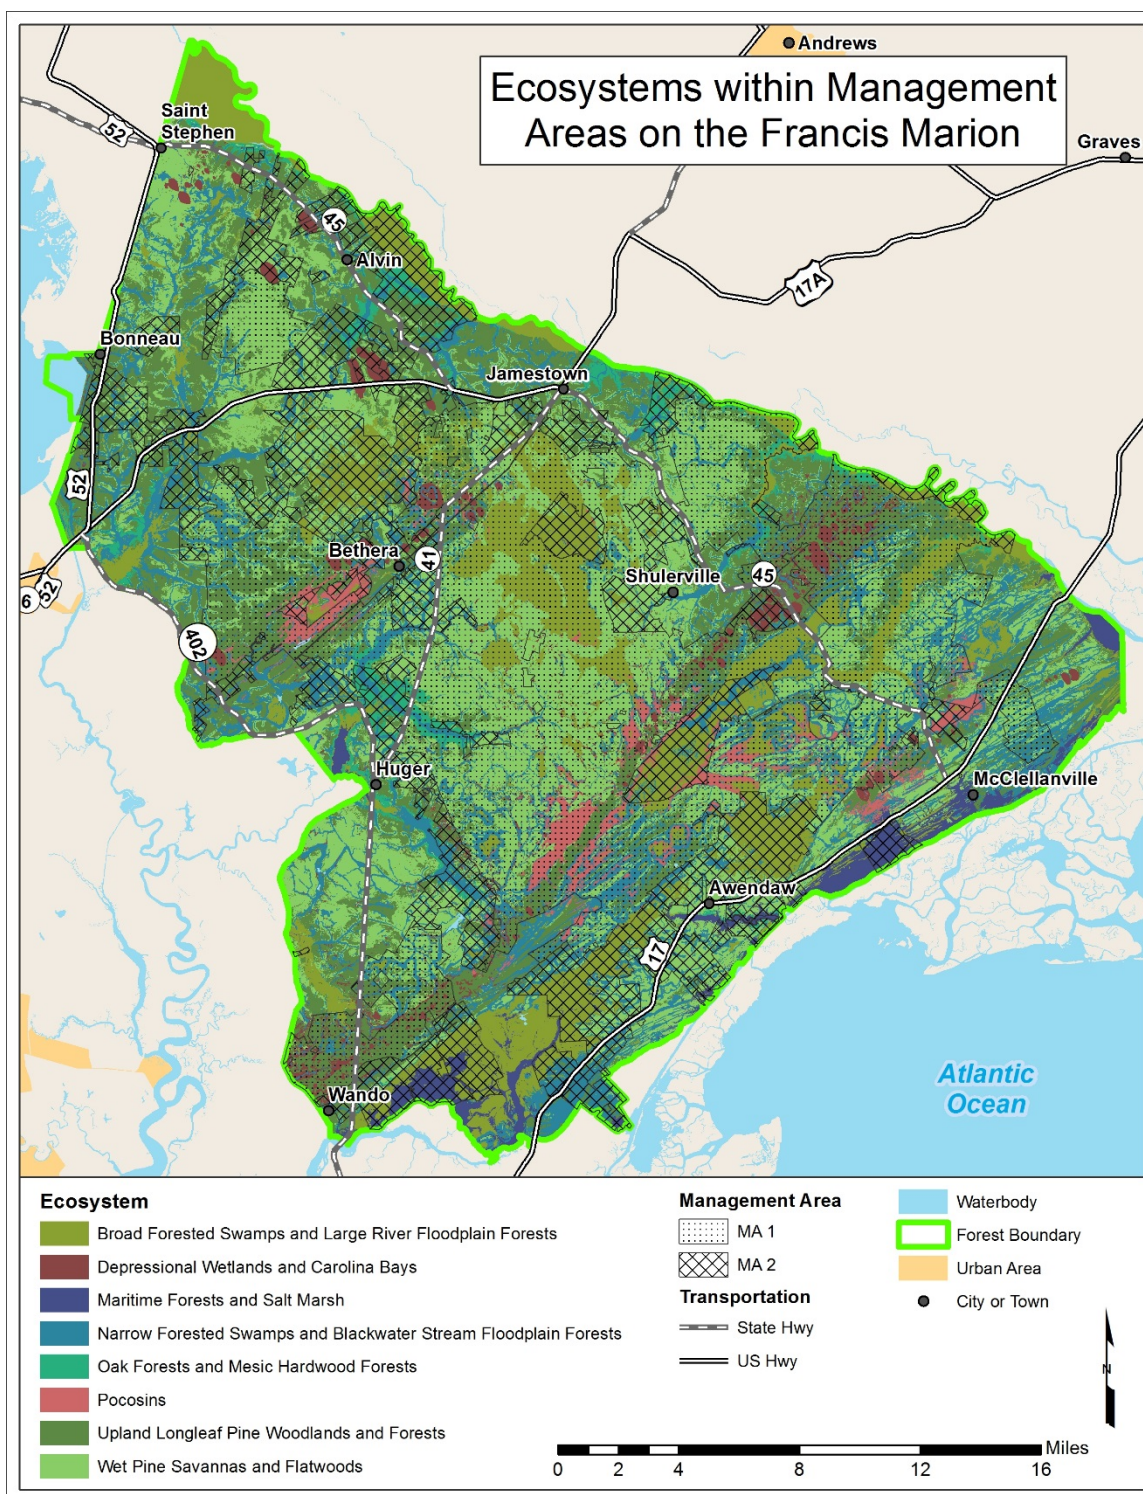 Ecosystems within Management
Areas on the Francis Marion
Andrews
Graves
Saint
Stephen
52
45
Alvin
17A
Bonneau
Jamestown
52
Bethera
41
Shulerville
45
6
52
402
Huger
McClellanville
Awendaw
17
Wando
Atlantic
Ocean
Ecosystem
Broad Forested Swamps and Large River Floodplain Forests
Depressional Wetlands and Carolina Bays
Maritime Forests and Salt Marsh
Narrow Forested Swamps and Blackwater Stream Floodplain Forests
Oak Forests and Mesic Hardwood Forests
Pocosins
Upland Longleaf Pine Woodlands and Forests
Wet Pine Savannas and Flatwoods
Management Area
MA 1
MA 2
Transportation
State Hwy
US Hwy
Waterbody
Forest Boundary
Urban Area
City or Town
N
Miles
0 2 4 8 12 16